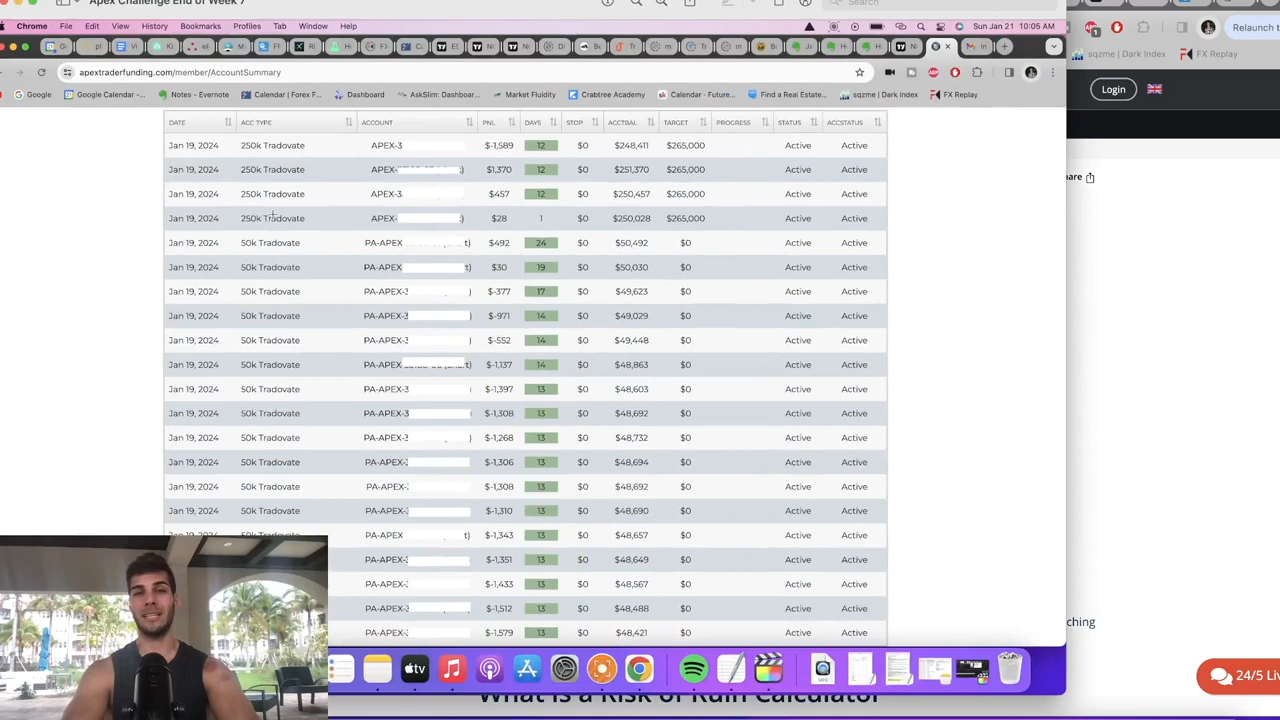 Apex Challenge End of Week 7
Search
Chrome File Edit View History Bookmarks Profiles Tab Window Help
Sun Jan 21 10:05 AM
Relaunch t
apextraderfunding.com/member/AccountSummary
sqzme | Dark Index FX Replay
Google Google Calendar -... Notes - Evernote Calendar | Forex F... Dashboard AskSlim: Dashboar... Market Fluidity Crabtree Academy Calendar - Future... Find a Real Estate... sqzme | Dark Index FX Replay
Login
DATE ACC TYPE ACCOUNT PNL DAYS STOP ACCTBAL TARGET PROGRESS STATUS ACCSTATUS
Jan 19, 2024 250k Tradovate APEX-3 $-1,589 12 $0 $248,411 $265,000 Active Active
Jan 19, 2024 250k Tradovate APEX- $1,370 12 $0 $251,370 $265,000 Active Active
Jan 19, 2024 250k Tradovate APEX-3 $457 12 $0 $250,457 $265,000 Active Active
Jan 19, 2024 250k Tradovate APEX- $28 1 $0 $250,028 $265,000 Active Active
Jan 19, 2024 50k Tradovate PA-APEX $492 24 $0 $50,492 $0 Active Active
Jan 19, 2024 50k Tradovate PA-APEX- t) $30 19 $0 $50,030 $0 Active Active
Jan 19, 2024 50k Tradovate PA-APEX-3 ) $-377 17 $0 $49,623 $0 Active Active
Jan 19, 2024 50k Tradovate PA-APEX-3 $-971 14 $0 $49,029 $0 Active Active
Jan 19, 2024 50k Tradovate PA-APEX-3 $-552 14 $0 $49,448 $0 Active Active
Jan 19, 2024 50k Tradovate PA-APEX $-1,137 14 $0 $48,863 $0 Active Active
Jan 19, 2024 50k Tradovate PA-APEX-3 $-1,397 13 $0 $48,603 $0 Active Active
Jan 19, 2024 50k Tradovate PA-APEX-3 $-1,308 13 $0 $48,692 $0 Active Active
Jan 19, 2024 50k Tradovate PA-APEX-3 ) $-1,268 13 $0 $48,732 $0 Active Active
Jan 19, 2024 50k Tradovate PA-APEX-3 $-1,306 13 $0 $48,694 $0 Active Active
Jan 19, 2024 50k Tradovate PA-APEX- $-1,308 13 $0 $48,692 $0 Active Active
Jan 19, 2024 50k Tradovate PA-APEX- $-1,310 13 $0 $48,690 $0 Active Active
Jan 19, 2024 50k Tradovate PA-APEX t) $-1,343 13 $0 $48,657 $0 Active Active
PA-APEX- $-1,351 13 $0 $48,649 $0 Active Active
PA-APEX-3 $-1,433 13 $0 $48,567 $0 Active Active
PA-APEX-3 $-1,512 13 $0 $48,488 $0 Active Active
PA-APEX-3 $-1,579 13 $0 $48,421 $0 Active Active
are
ching
tv
24/5 Liv